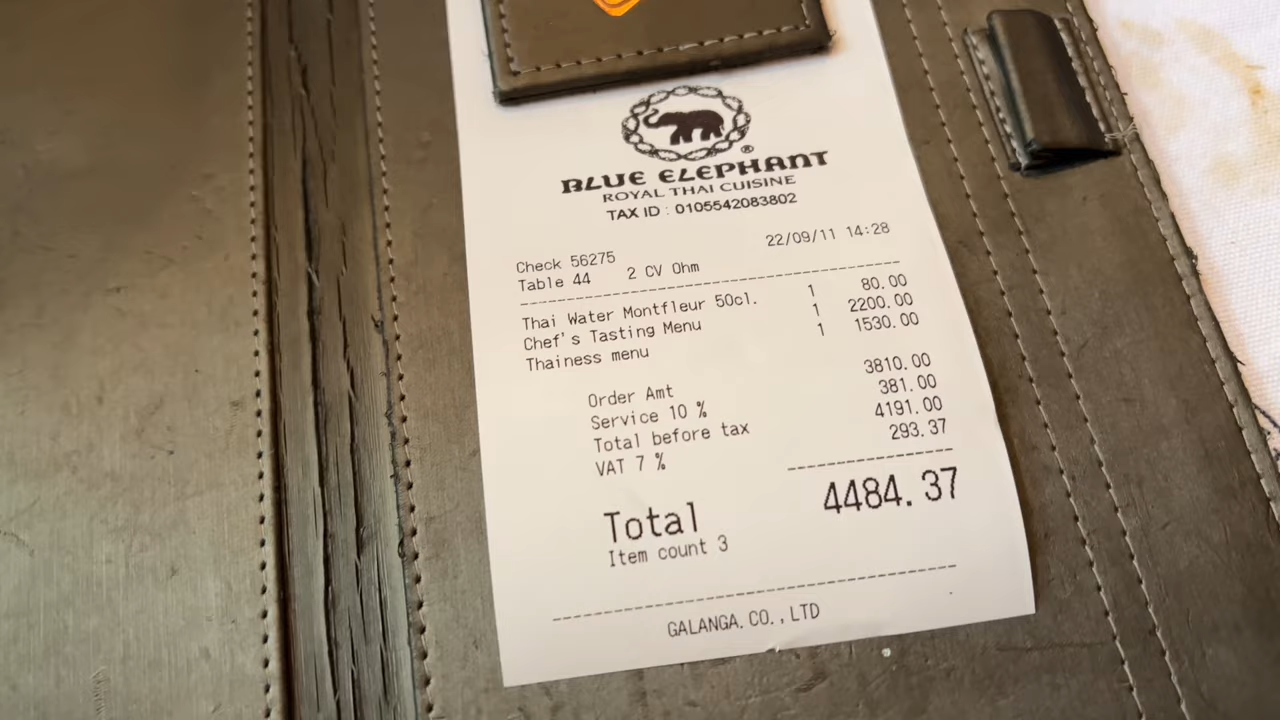 BLUE ELEPHANT
®
ROYAL THAI CUISINE
TAX ID : 0105542083802
Check 56275 22/09/11 14:28
Table 44 2 CV Ohm
Thai Water Montfleur 50cl. 1 80.00
Chef's Tasting Menu 1 2200.00
Thainess menu 1 1530.00
Order Amt 3810.00
Service 10 % 381.00
Total before tax 4191.00
VAT 7 % 293.37
Total 4484.37
Item count 3
GALANGA.CO.,LTD